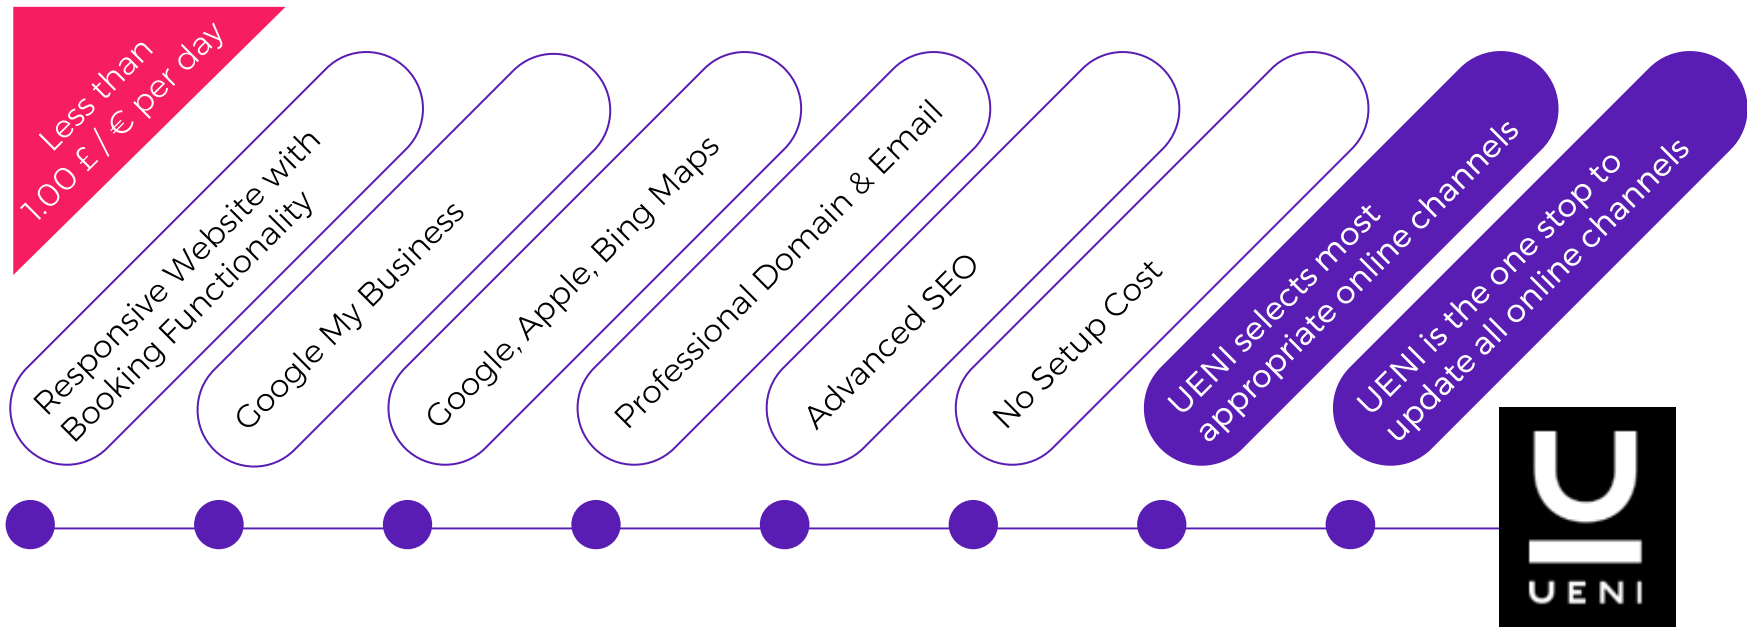 Less than
1.00 £ / € per day
Responsive Website with
Booking Functionality
Google My Business
Google, Apple, Bing Maps
Professional Domain & Email
Advanced SEO
No Setup Cost
UENI selects most
appropriate online channels
UENI is the one stop to
update all online channels
U
UENI